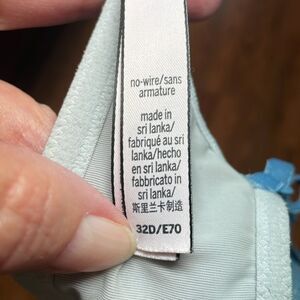 no-wire/sans
armature
made in
sri lanka/
fabriqué au sri
lanka/hecho
en sri lanka/
fabbricato in
sri lanka/
斯里兰卡制造
32D/E70